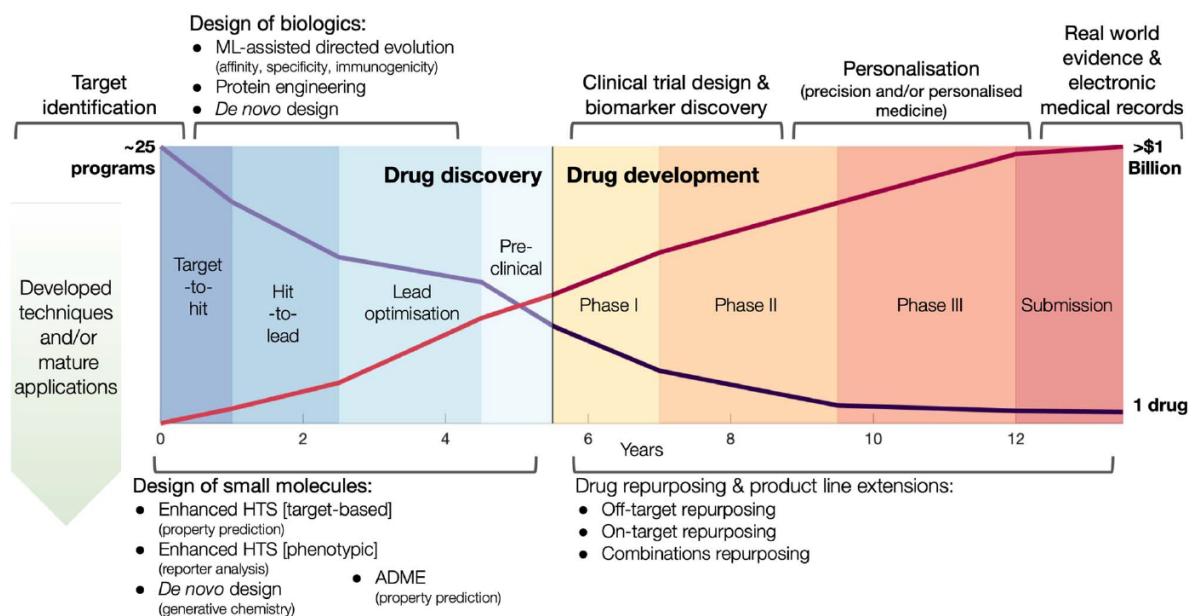 Design of biologics:
● ML-assisted directed evolution
(affinity, specificity, immunogenicity)
● Protein engineering
● De novo design
Target
identification
Clinical trial design &
biomarker discovery
Personalisation
(precision and/or personalised
medicine)
Real world
evidence &
electronic
medical records
~25
programs
Drug discovery
Drug development
>$1
Billion
Developed
techniques
and/or
mature
applications
Target
-to-
hit
Hit
-to-
lead
Lead
optimisation
Pre-
clinical
Phase I
Phase II
Phase III
Submission
1 drug
0 2 4 6 8 10 12
Years
Design of small molecules:
● Enhanced HTS [target-based]
(property prediction)
● Enhanced HTS [phenotypic]
(reporter analysis)
● De novo design
(generative chemistry)
● ADME
(property prediction)
Drug repurposing & product line extensions:
● Off-target repurposing
● On-target repurposing
● Combinations repurposing